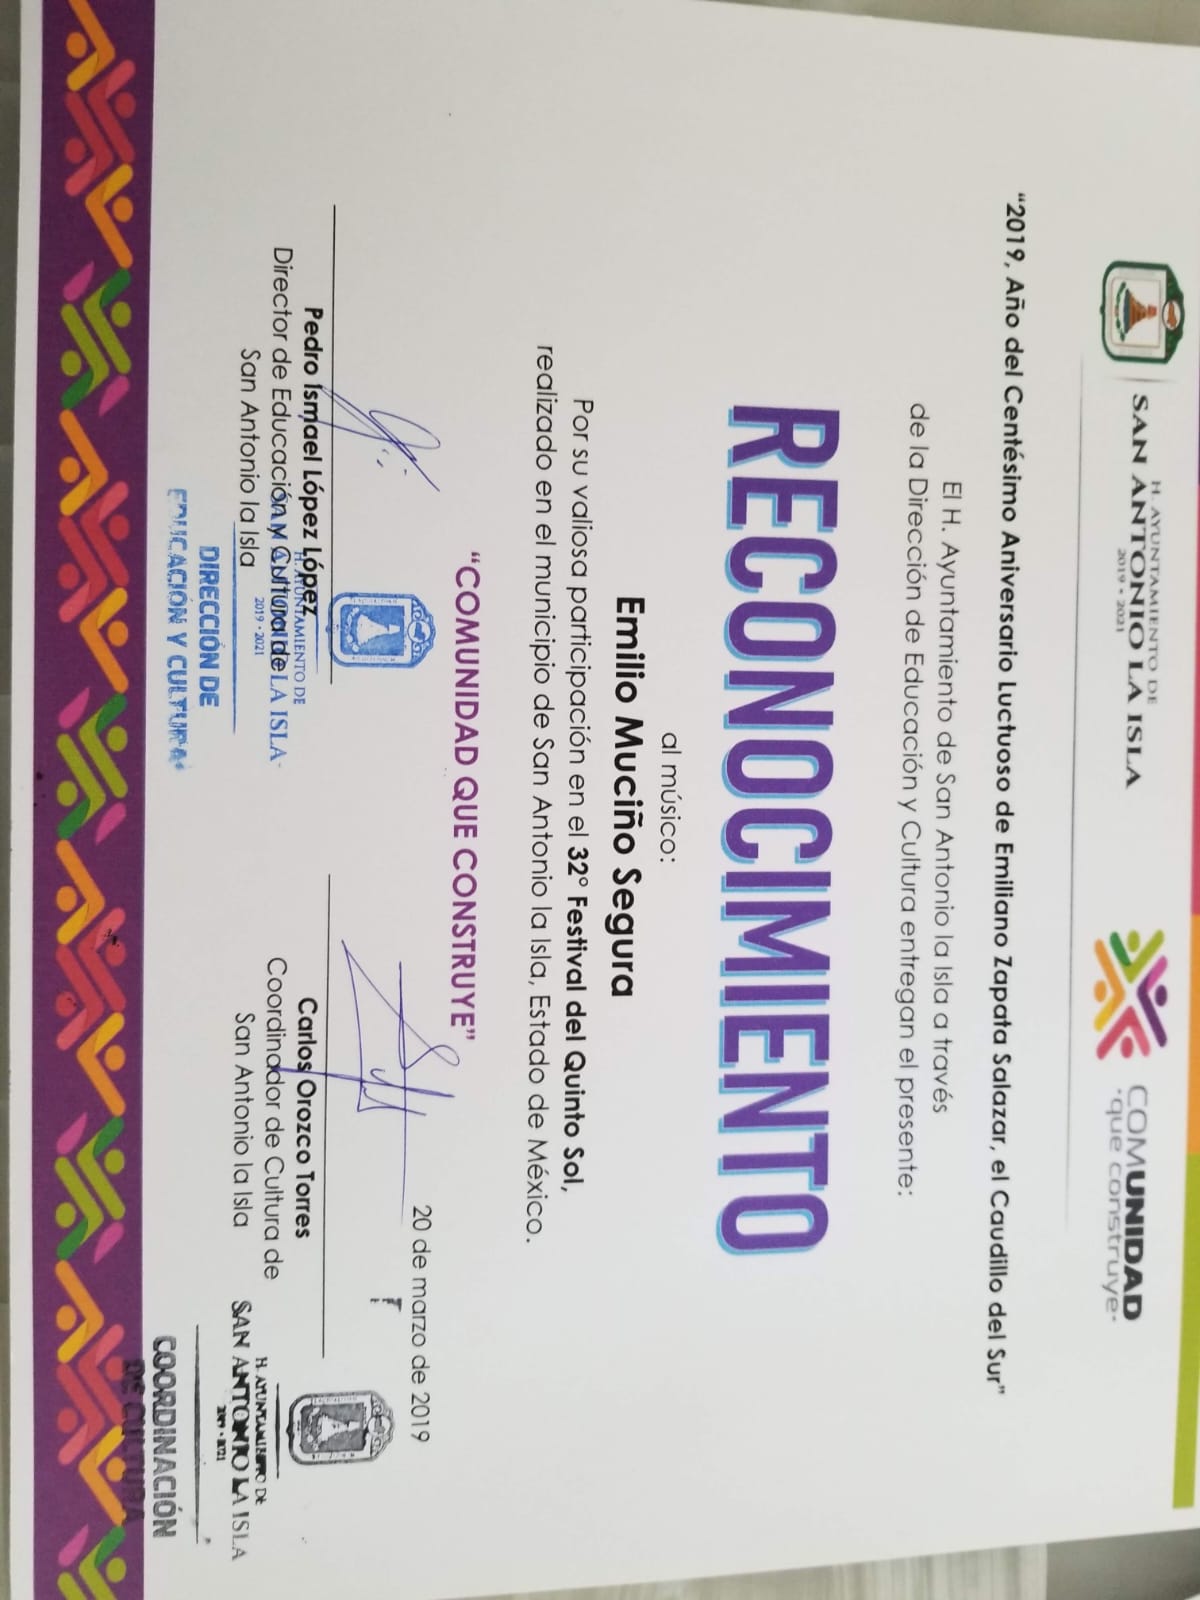 H. AYUNTAMIENTO DE
SAN ANTONIO LA ISLA
2019 • 2021
COMUNIDAD
·que construye·
"2019, Año del Centésimo Aniversario Luctuoso de Emiliano Zapata Salazar, el Caudillo del Sur"
El H. Ayuntamiento de San Antonio la Isla a través
de la Dirección de Educación y Cultura entregan el presente:
RECONOCIMIENTO
al músico:
Emilio Muciño Segura
Por su valiosa participación en el 32° Festival del Quinto Sol,
realizado en el municipio de San Antonio la Isla, Estado de México.
"COMUNIDAD QUE CONSTRUYE"
20 de marzo de 2019
Pedro Ismael López López
Director de Educación y Cultura de
San Antonio la Isla
H. AYUNTAMIENTO DE
SAN ANTONIO LA ISLA
2019 - 2021
DIRECCIÓN DE
EDUCACIÓN Y CULTURA
Carlos Orozco Torres
Coordinador de Cultura de
San Antonio la Isla
H. AYUNTAMIENTO DE
SAN ANTONIO LA ISLA
2019 - 2021
COORDINACIÓN
DE CULTURA